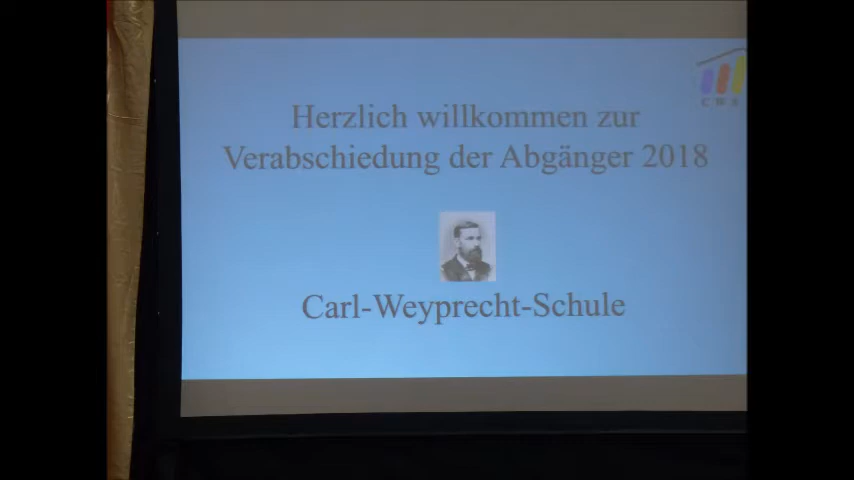 Herzlich willkommen zur
Verabschiedung der Abgänger 2018
Carl-Weyprecht-Schule